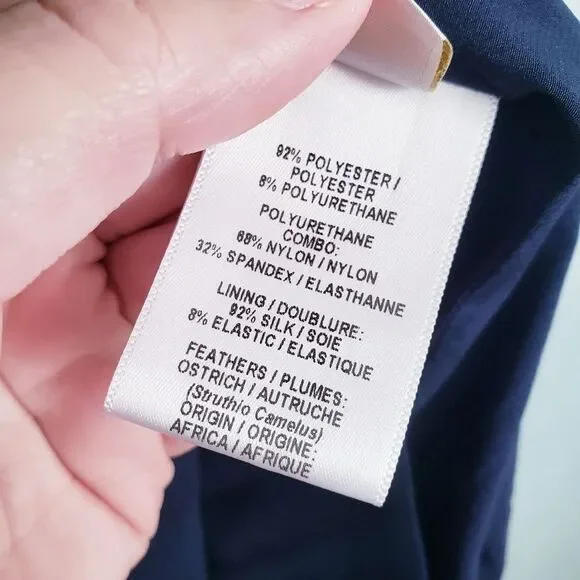 92% POLYESTER /
POLYESTER
8% POLYURETHANE
POLYURETHANE
COMBO:
68% NYLON / NYLON
32% SPANDEX / ELASTHANNE
LINING / DOUBLURE:
92% SILK / SOIE
8% ELASTIC / ELASTIQUE
FEATHERS / PLUMES:
OSTRICH / AUTRUCHE
(Struthio Camelus)
ORIGIN / ORIGINE:
AFRICA / AFRIQUE